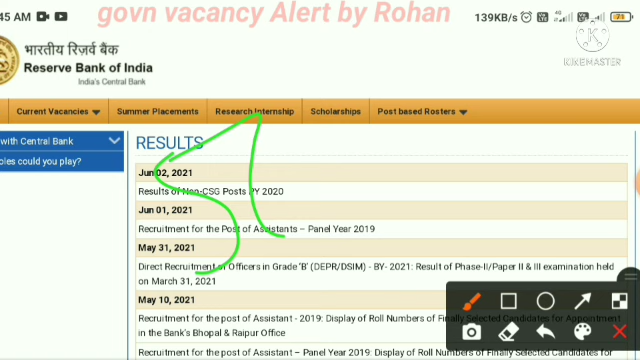 govn vacancy Alert by Rohan
45 AM
139KB/s
71
KINEMASTER
भारतीय रिज़र्व बैंक
Reserve Bank of India
India's Central Bank
Current Vacancies
Summer Placements
Research Internship
Scholarships
Post based Rosters
with Central Bank
oles could you play?
RESULTS
Jun 02, 2021
Results of Non-CSG Posts PY 2020
Jun 01, 2021
Recruitment for the Post of Assistants – Panel Year 2019
May 31, 2021
Direct Recruitment of Officers in Grade 'B' (DEPR/DSIM) - BY- 2021: Result of Phase-II/Paper II & III examination held
on March 31, 2021
May 10, 2021
Recruitment for the post of Assistant - 2019: Display of Roll Numbers of Finally Selected Candidates for Appointment
in the Bank's Bhopal & Raipur Office
Recruitment for the post of Assistant – Panel Year 2019: Display of Roll Numbers of Finally Selected Candidates for